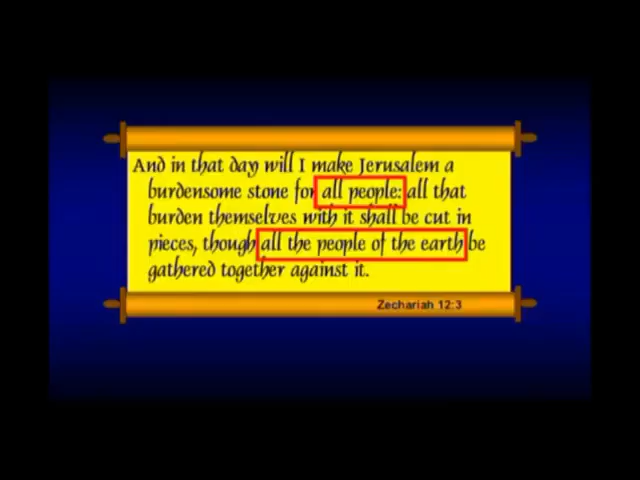 And in that day will I make Jerusalem a
burdensome stone for all people: all that
burden themselves with it shall be cut in
pieces, though all the people of the earth be
gathered together against it.
Zechariah 12:3